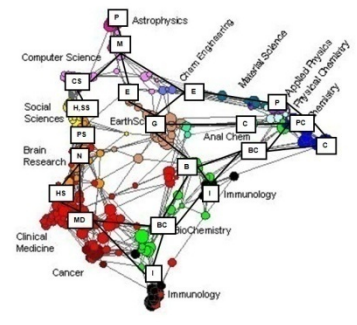 P
Astrophysics
M
Computer Science
Chem Engineering
Material Science
Applied Physics
Physical Chemistry
Chemistry
CS
E
E
P
H,SS
Social
Sciences
EarthSc
G
C
Anal Chem
PC
PS
Brain
Research
N
B
BC
C
HS
I
Immunology
MD
BC
BioChemistry
Clinical
Medicine
Cancer
I
Immunology